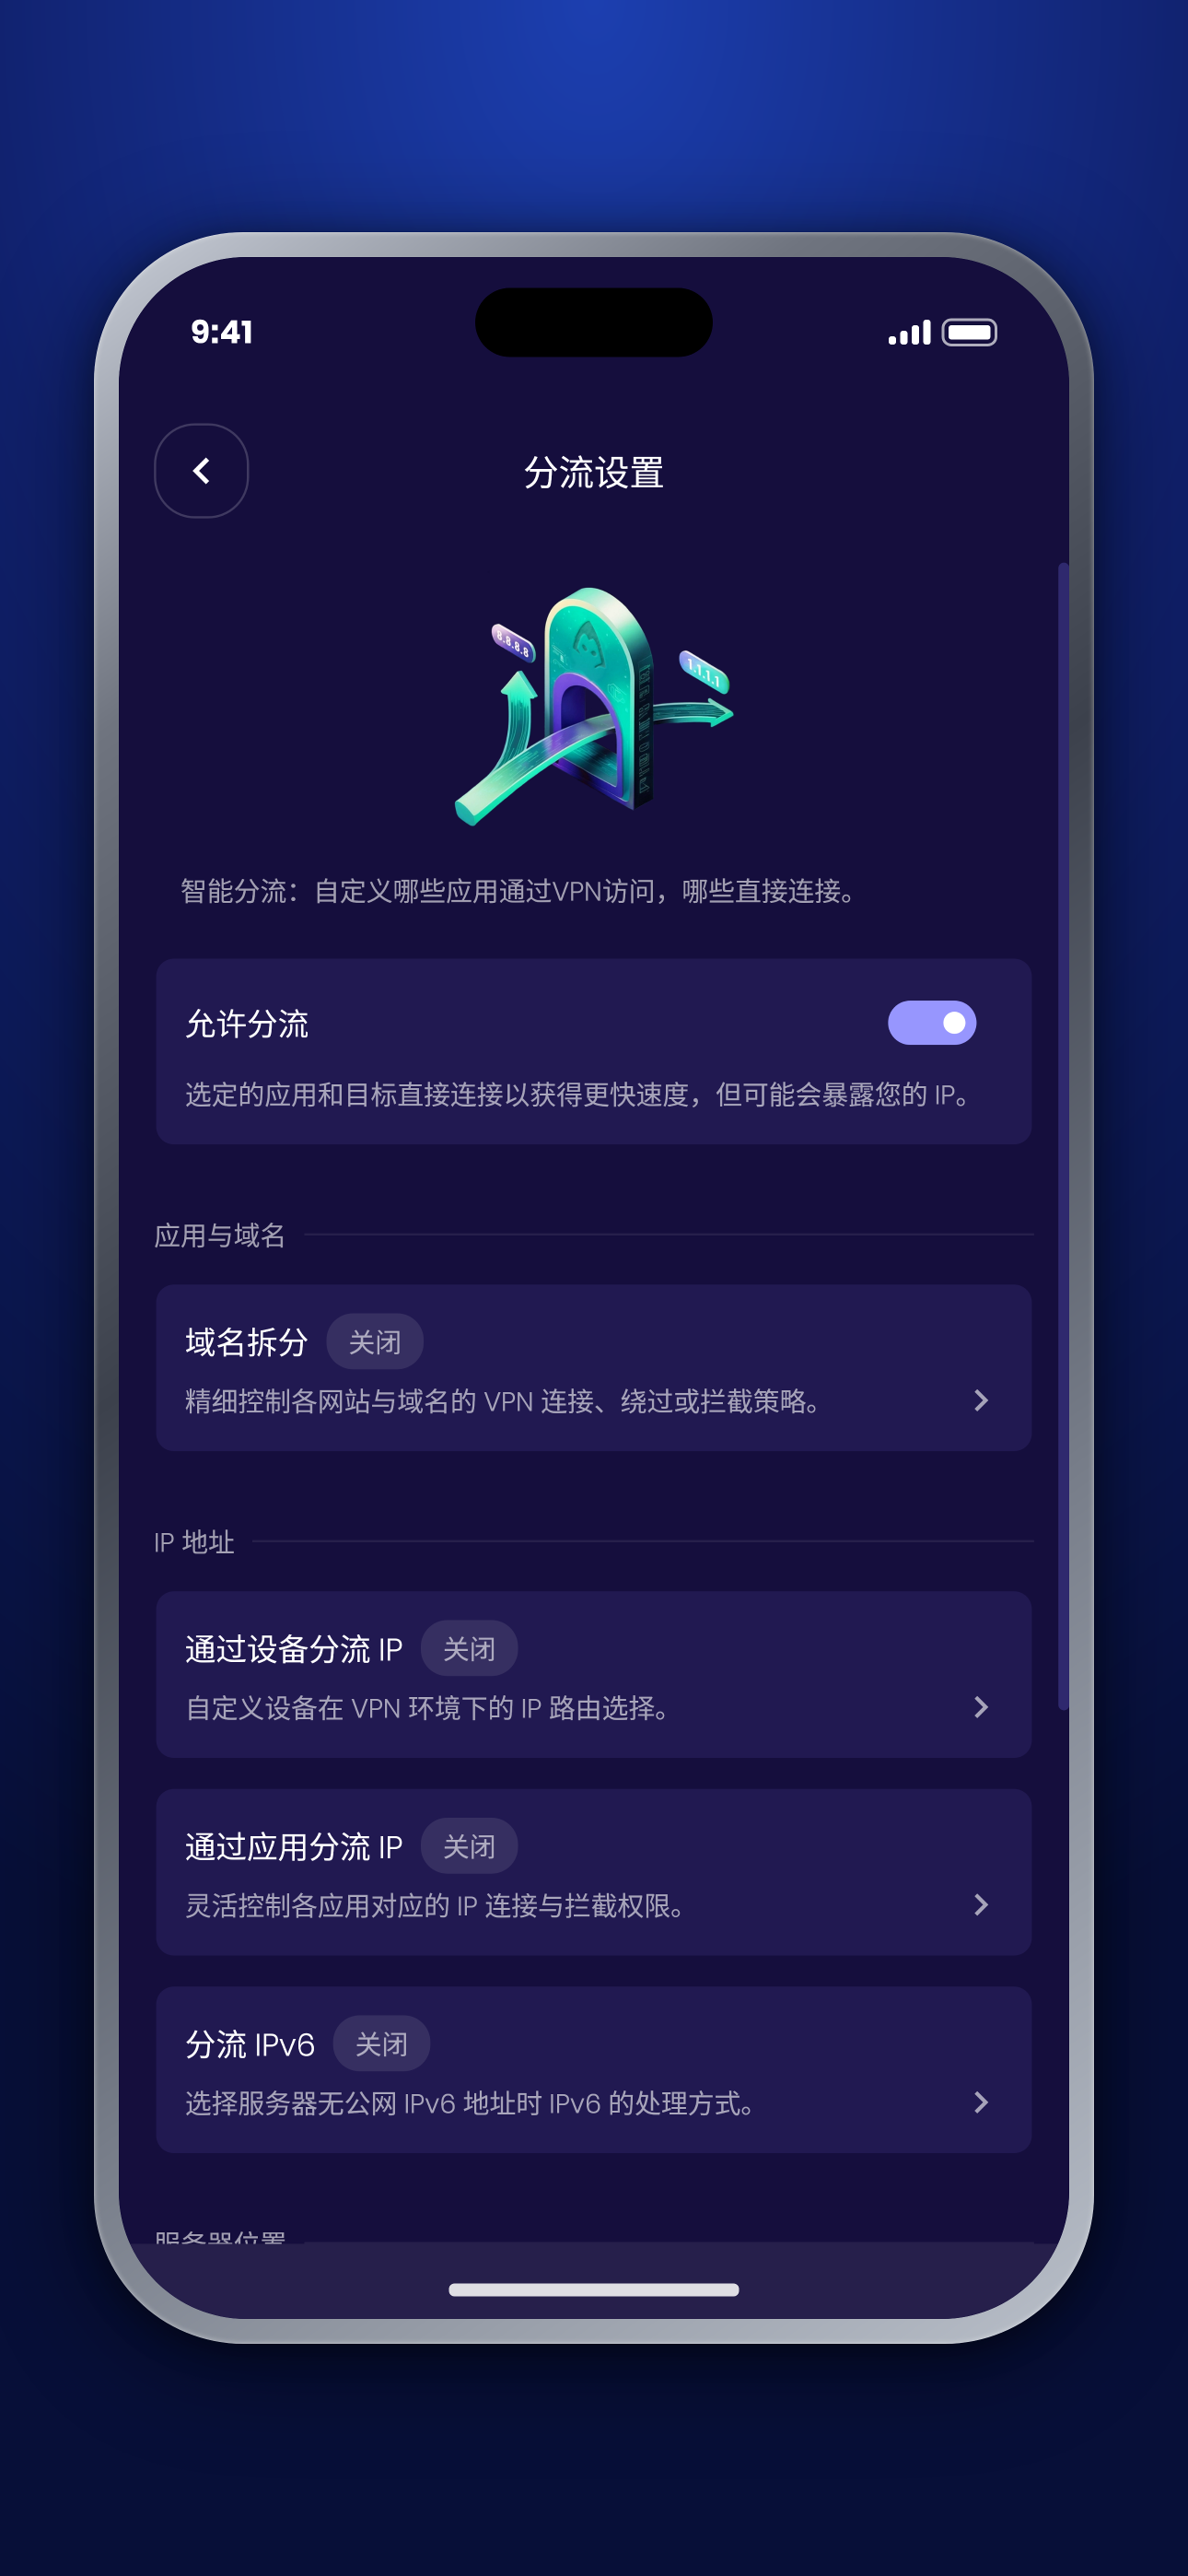 9:41
分流设置
8.8.8.8
1.1.1.1
智能分流：自定义哪些应用通过VPN访问，哪些直接连接。
允许分流
选定的应用和目标直接连接以获得更快速度，但可能会暴露您的 IP。
应用与域名
域名拆分 关闭
精细控制各网站与域名的 VPN 连接、绕过或拦截策略。
IP 地址
通过设备分流 IP 关闭
自定义设备在 VPN 环境下的 IP 路由选择。
通过应用分流 IP 关闭
灵活控制各应用对应的 IP 连接与拦截权限。
分流 IPv6 关闭
选择服务器无公网 IPv6 地址时 IPv6 的处理方式。
服务器位置